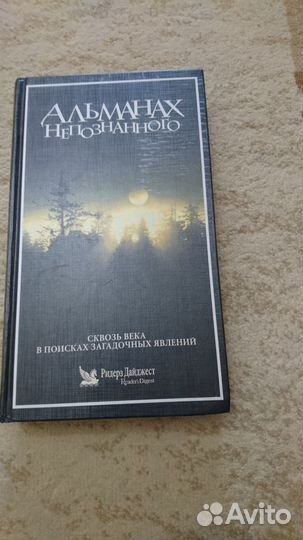 Альманах
Непознанного
СКВОЗЬ ВЕКА
В ПОИСКАХ ЗАГАДОЧНЫХ ЯВЛЕНИЙ
Ридерз Дайджест
Reader's Digest
Avito